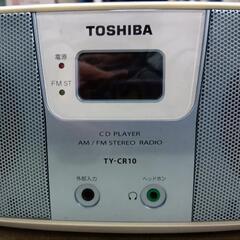 TOSHIBA
電源
FM ST
CD PLAYER
AM / FM STEREO RADIO
TY-CR10
外部入力
ヘッドホン